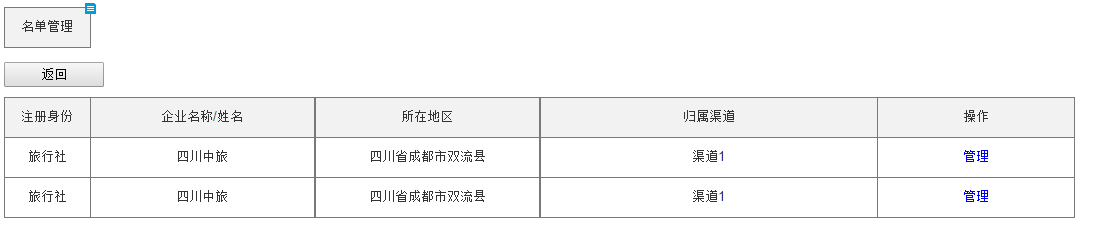 名单管理
返回
注册身份 企业名称/姓名 所在地区 归属渠道 操作
旅行社 四川中旅 四川省成都市双流县 渠道1 管理
旅行社 四川中旅 四川省成都市双流县 渠道1 管理